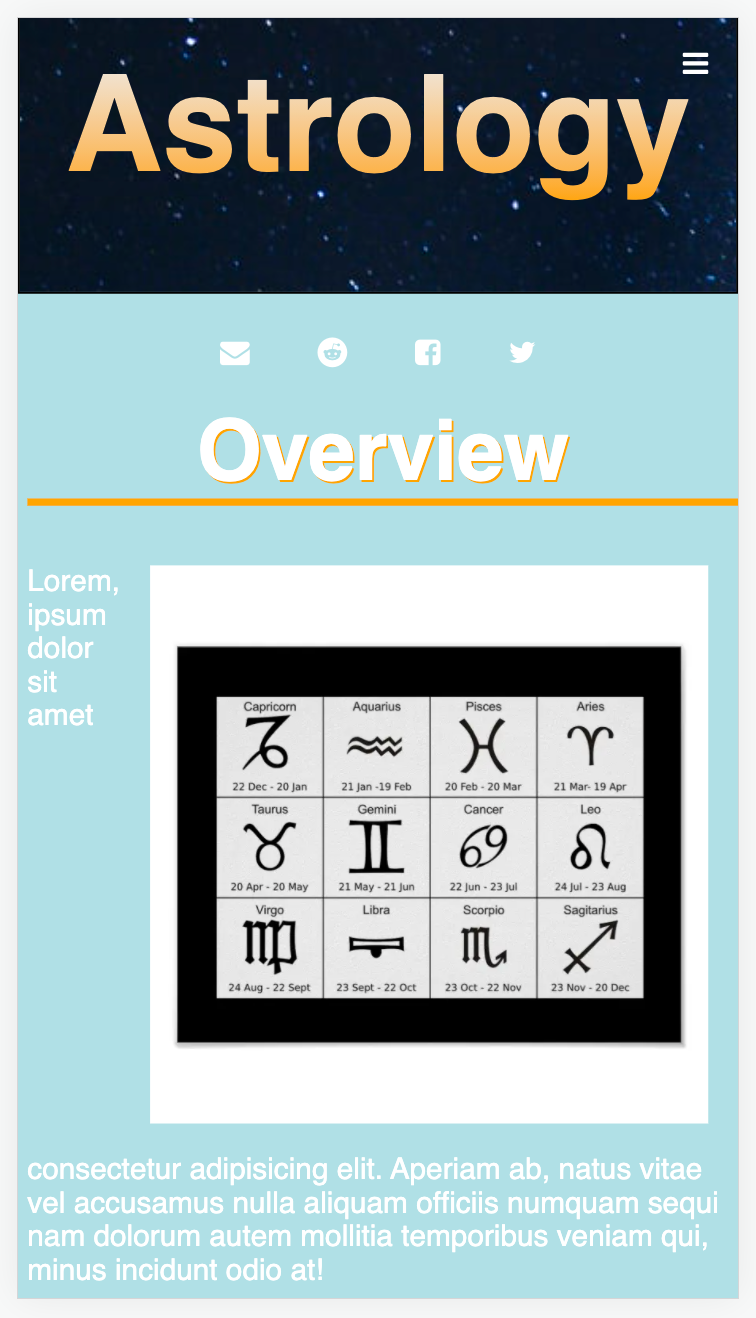 Astrology
Overview
Lorem,
ipsum
dolor
sit
amet
Capricorn Aquarius Pisces Aries
22 Dec - 20 Jan 21 Jan -19 Feb 20 Feb - 20 Mar 21 Mar- 19 Apr
Taurus Gemini Cancer Leo
20 Apr - 20 May 21 May - 21 Jun 22 Jun - 23 Jul 24 Jul - 23 Aug
Virgo Libra Scorpio Sagitarius
24 Aug - 22 Sept 23 Sept - 22 Oct 23 Oct - 22 Nov 23 Nov - 20 Dec
consectetur adipisicing elit. Aperiam ab, natus vitae
vel accusamus nulla aliquam officiis numquam sequi
nam dolorum autem mollitia temporibus veniam qui,
minus incidunt odio at!